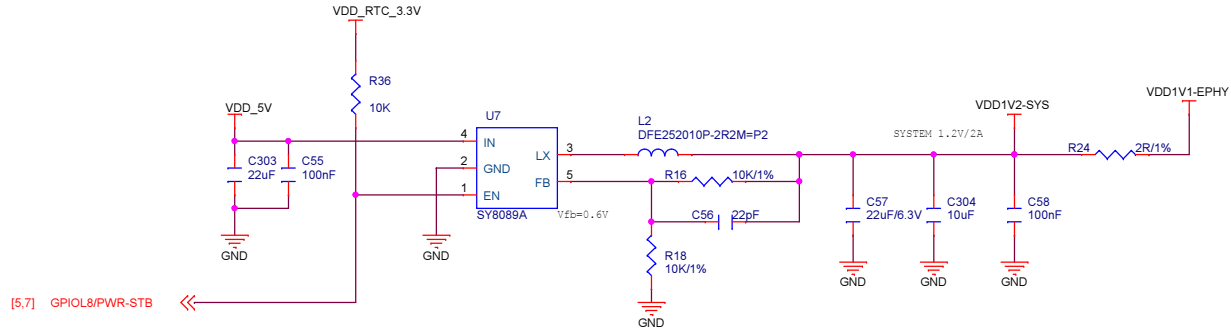 VDD_RTC_3.3V
R36
10K
VDD_5V
C303
22uF
C55
100nF
GND
U7
4
IN
2
GND
1
EN
LX
3
FB
5
SY8089A
Vfb=0.6V
GND
L2
DFE252010P-2R2M=P2
R16
10K/1%
C56
22pF
R18
10K/1%
GND
SYSTEM 1.2V/2A
VDD1V2-SYS
VDD1V1-EPHY
R24
2R/1%
C57
22uF/6.3V
GND
C304
10uF
GND
C58
100nF
GND
[5,7] GPIOL8/PWR-STB